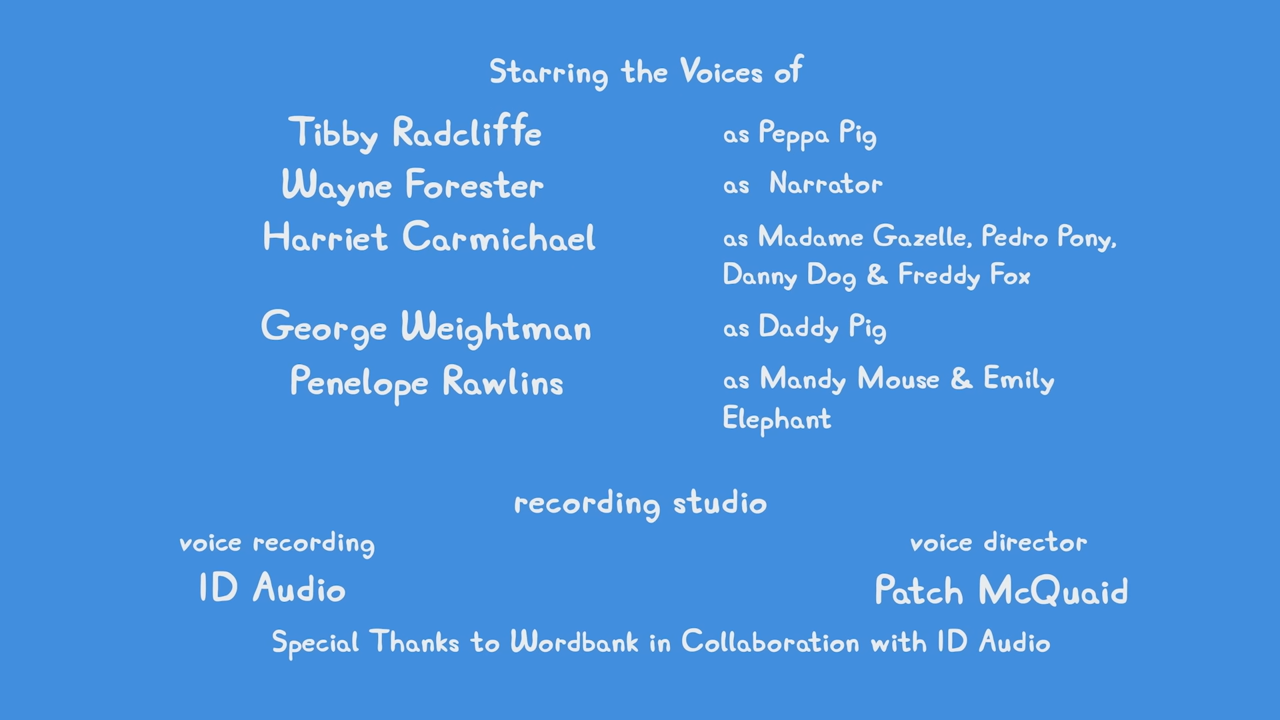 Starring the Voices of
Tibby Radcliffe as Peppa Pig
Wayne Forester as Narrator
Harriet Carmichael as Madame Gazelle, Pedro Pony,
Danny Dog & Freddy Fox
George Weightman as Daddy Pig
Penelope Rawlins as Mandy Mouse & Emily
Elephant
recording studio
voice recording voice director
ID Audio Patch McQuaid
Special Thanks to Wordbank in Collaboration with ID Audio